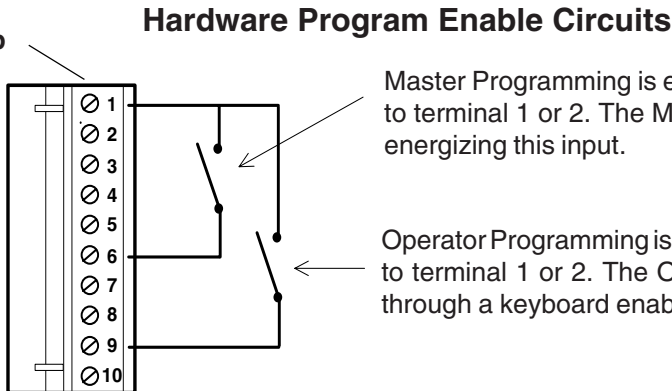 Hardware Program Enable Circuits
Master Programming is
to terminal 1 or 2. The
energizing this input.
Operator Programming is
to terminal 1 or 2. The
through a keyboard
1
2
3
4
5
6
7
8
9
10